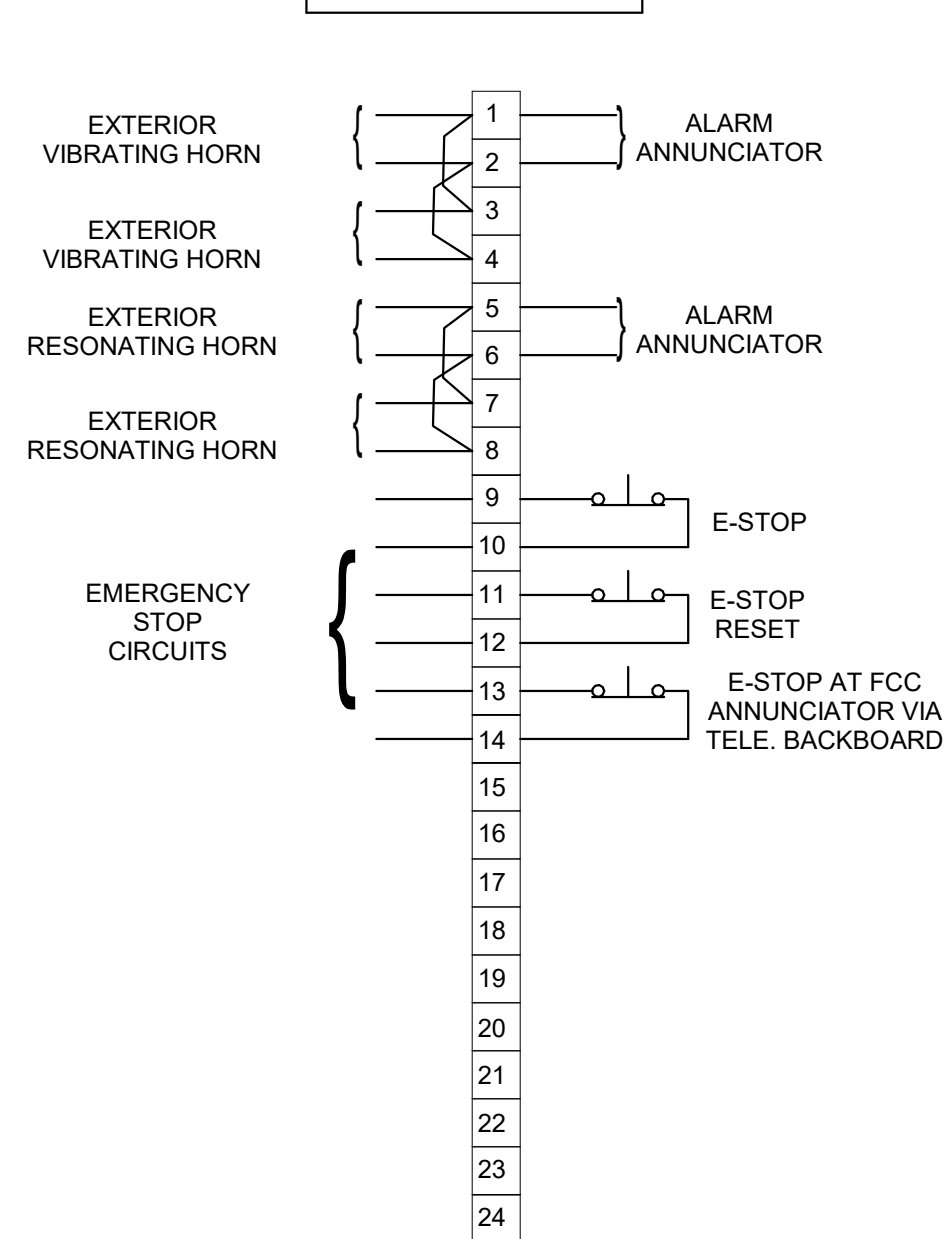 EXTERIOR
VIBRATING HORN
1
ALARM
ANNUNCIATOR
2
EXTERIOR
VIBRATING HORN
3
4
EXTERIOR
RESONATING HORN
5
ALARM
ANNUNCIATOR
6
EXTERIOR
RESONATING HORN
7
8
9
E-STOP
10
EMERGENCY
STOP
CIRCUITS
11
E-STOP
RESET
12
13
E-STOP AT FCC
ANNUNCIATOR VIA
TELE. BACKBOARD
14
15
16
17
18
19
20
21
22
23
24